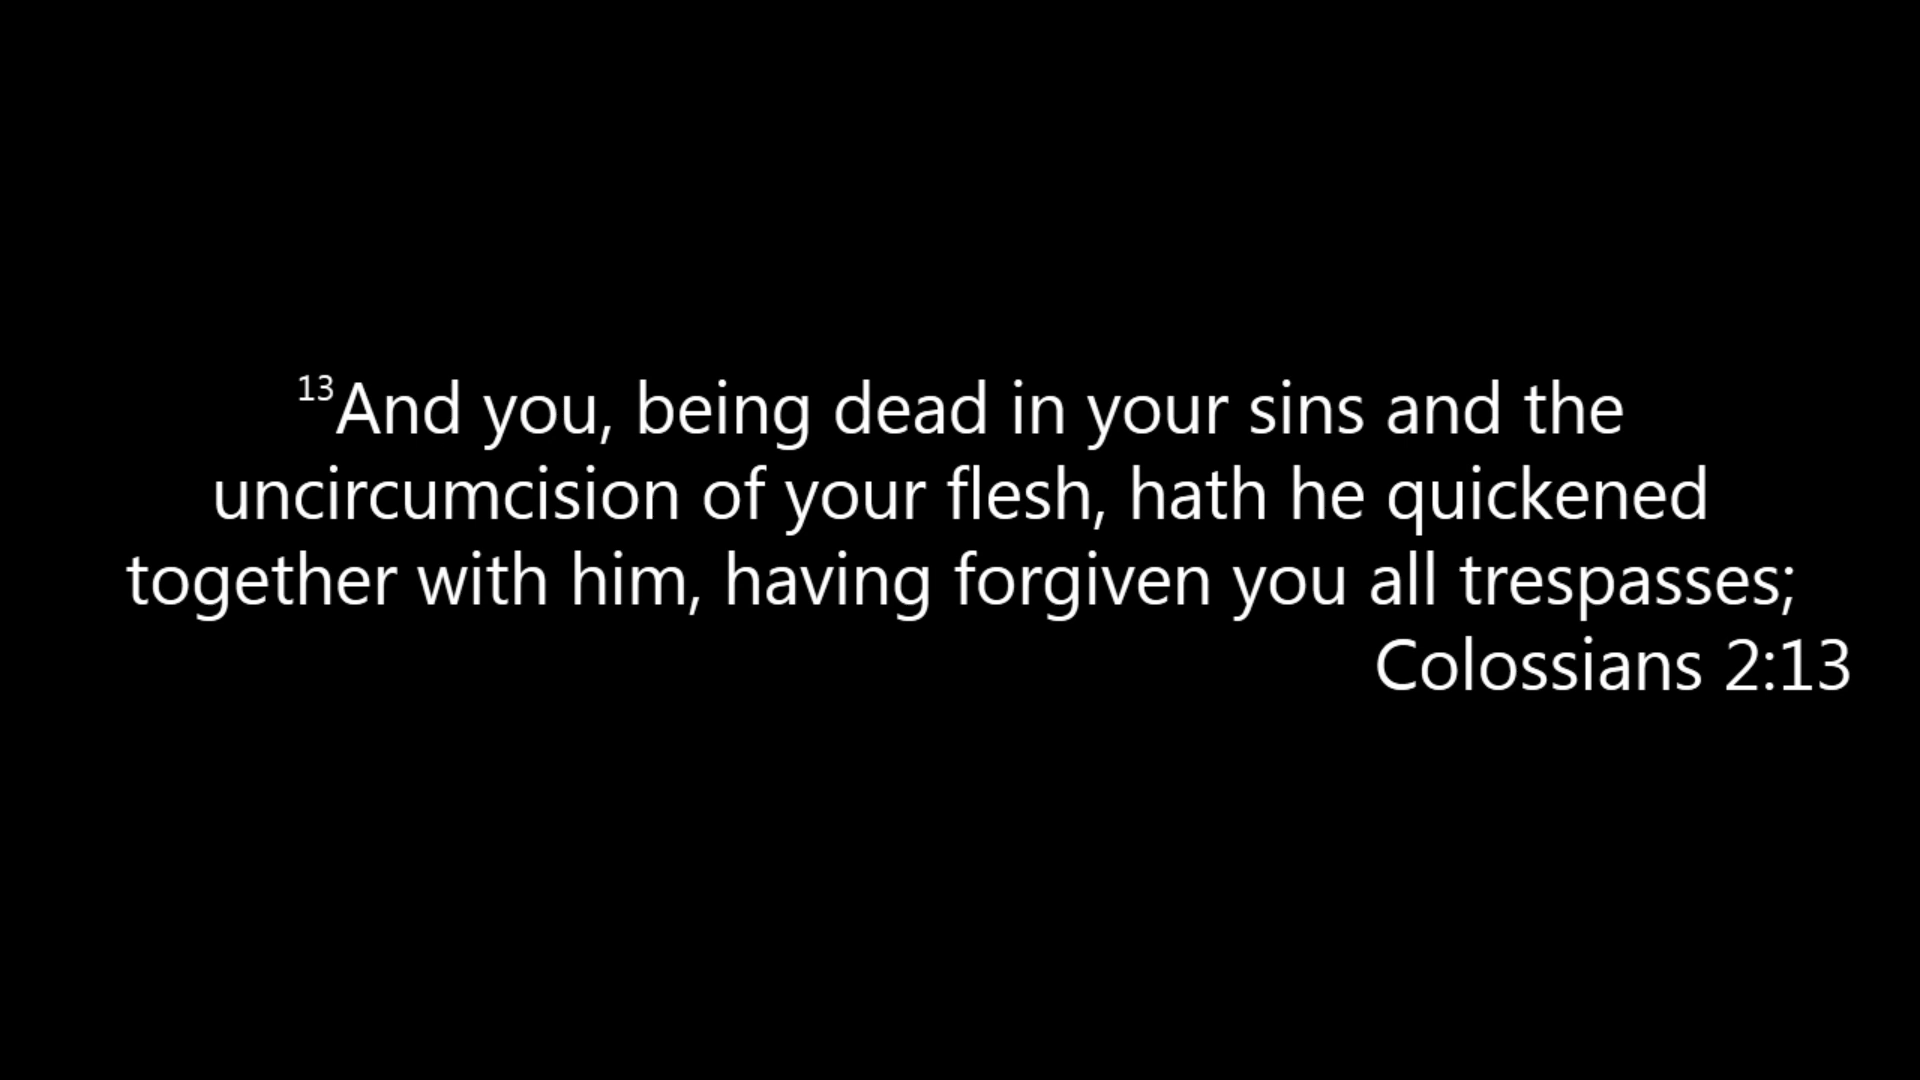 13And you, being dead in your sins and the
uncircumcision of your flesh, hath he quickened
together with him, having forgiven you all trespasses;
Colossians 2:13